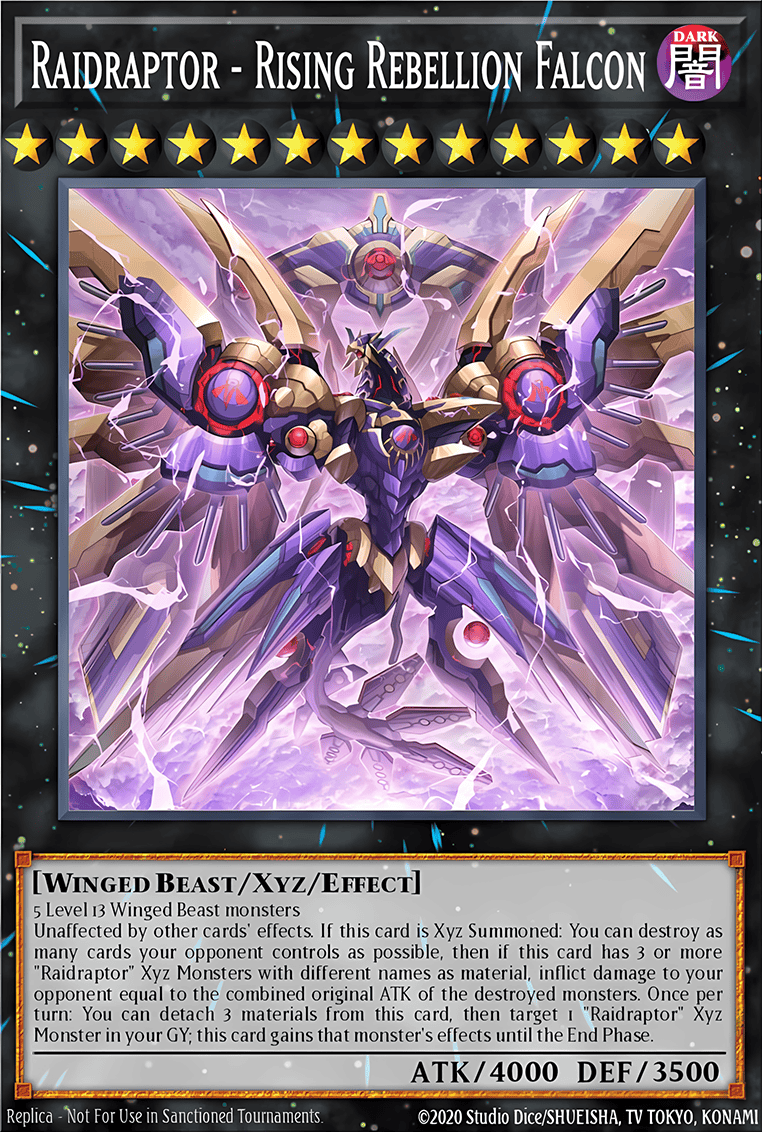 Raidraptor - Rising Rebellion Falcon
DARK
闇
[Winged Beast/Xyz/Effect]
5 Level 13 Winged Beast monsters
Unaffected by other cards' effects. If this card is Xyz Summoned: You can destroy as
many cards your opponent controls as possible, then if this card has 3 or more
"Raidraptor" Xyz Monsters with different names as material, inflict damage to your
opponent equal to the combined original ATK of the destroyed monsters. Once per
turn: You can detach 3 materials from this card, then target 1 "Raidraptor" Xyz
Monster in your GY; this card gains that monster's effects until the End Phase.
ATK/4000 DEF/3500
Replica - Not For Use in Sanctioned Tournaments.
©2020 Studio Dice/SHUEISHA, TV TOKYO, KONAMI